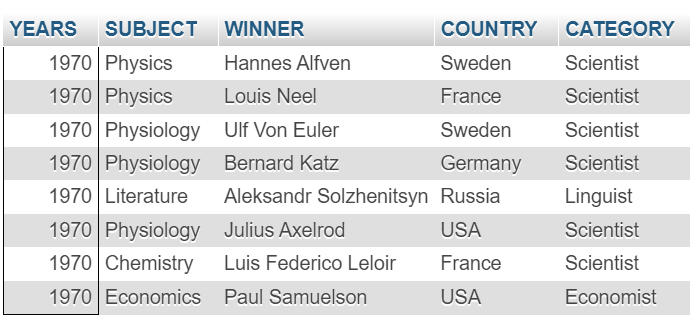 YEARS SUBJECT WINNER COUNTRY CATEGORY
1970 Physics Hannes Alfven Sweden Scientist
1970 Physics Louis Neel France Scientist
1970 Physiology Ulf Von Euler Sweden Scientist
1970 Physiology Bernard Katz Germany Scientist
1970 Literature Aleksandr Solzhenitsyn Russia Linguist
1970 Physiology Julius Axelrod USA Scientist
1970 Chemistry Luis Federico Leloir France Scientist
1970 Economics Paul Samuelson USA Economist